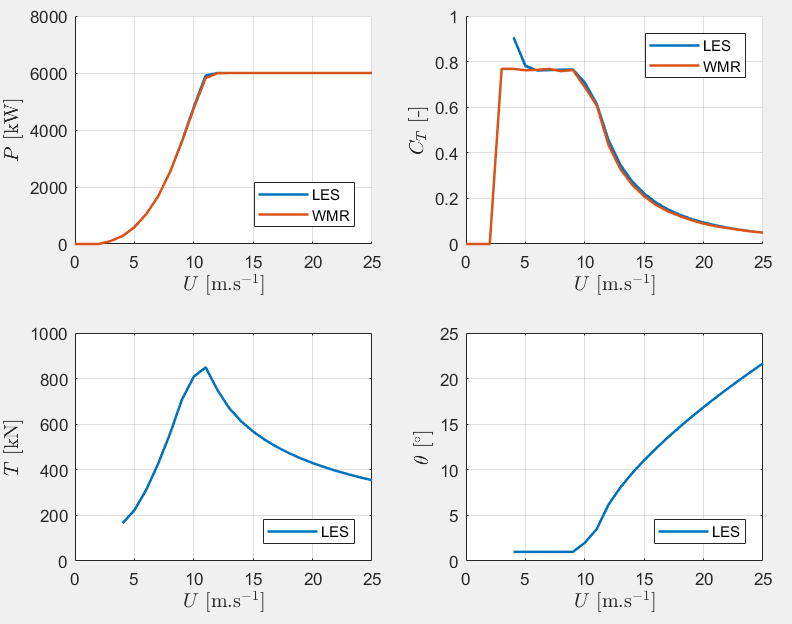 8000
6000
4000
2000
0
P [kW]
LES
WMR
0 5 10 15 20 25
U [m.s⁻¹]
1
0.8
0.6
0.4
0.2
0
C_T [-]
LES
WMR
0 5 10 15 20 25
U [m.s⁻¹]
1000
800
600
400
200
0
T [kN]
LES
0 5 10 15 20 25
U [m.s⁻¹]
25
20
15
10
5
0
θ [°]
LES
0 5 10 15 20 25
U [m.s⁻¹]